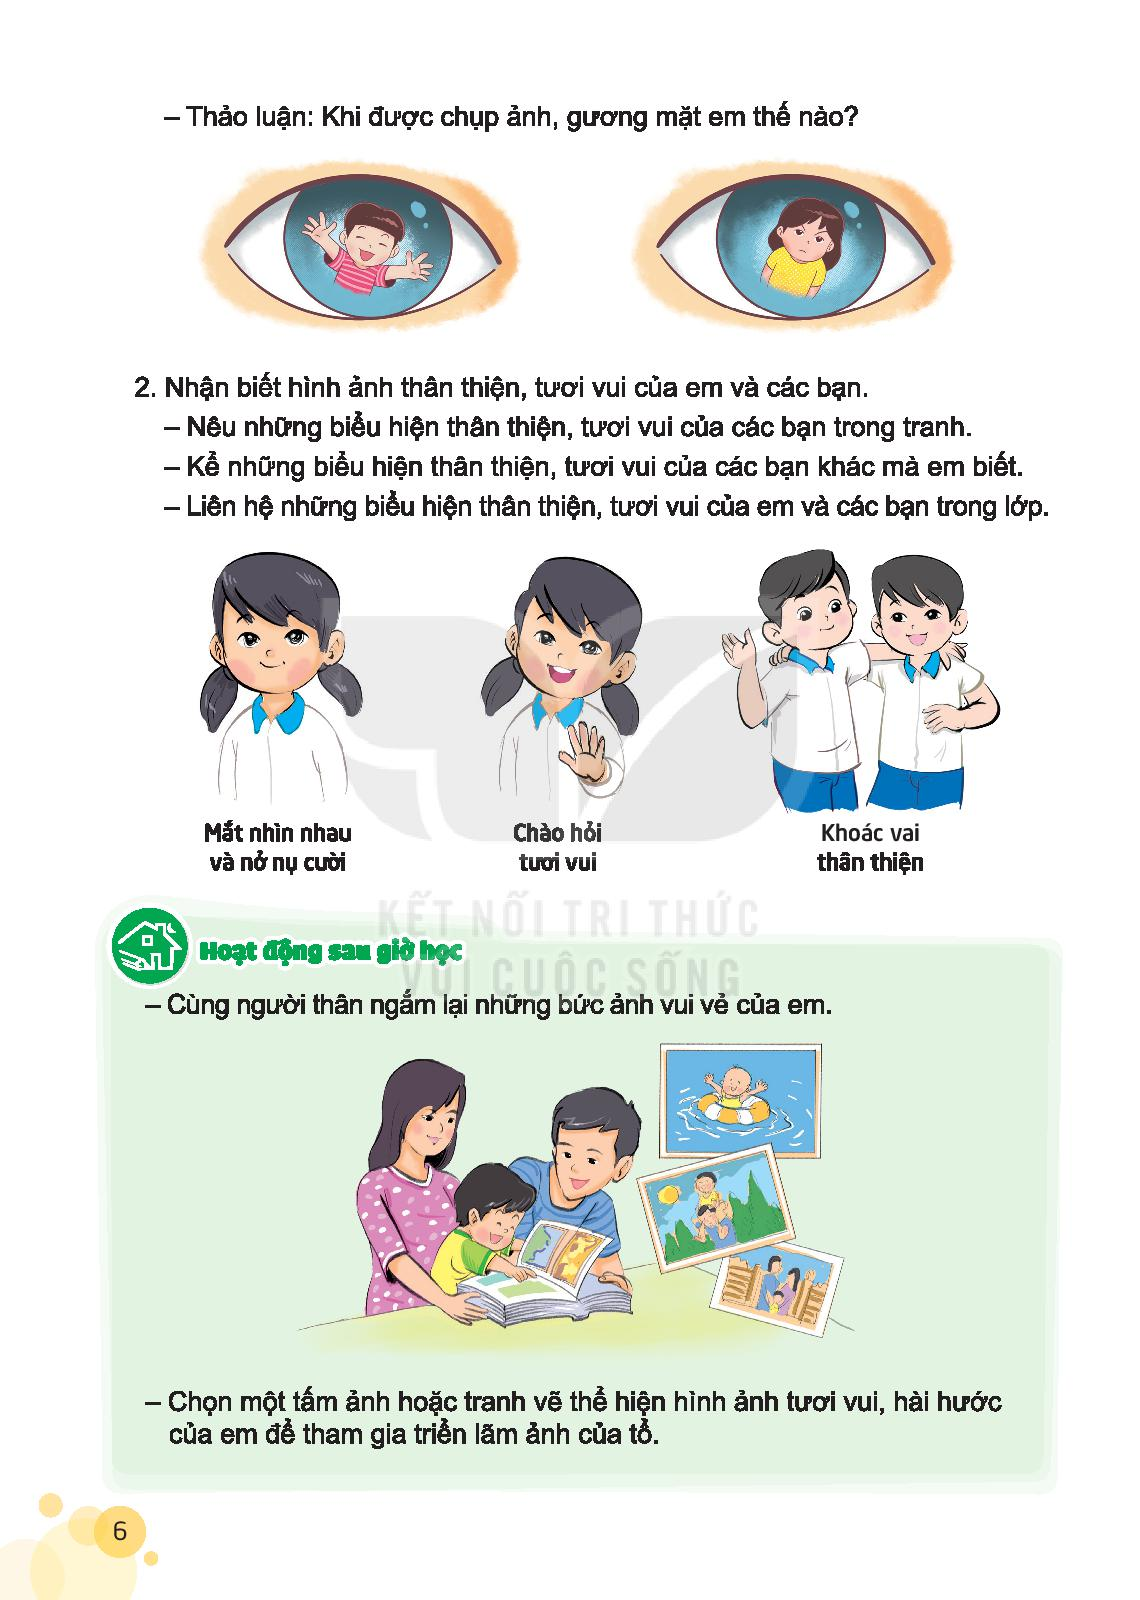 – Thảo luận: Khi được chụp ảnh, gương mặt em thế nào?
2. Nhận biết hình ảnh thân thiện, tươi vui của em và các bạn.
– Nêu những biểu hiện thân thiện, tươi vui của các bạn trong tranh.
– Kể những biểu hiện thân thiện, tươi vui của các bạn khác mà em biết.
– Liên hệ những biểu hiện thân thiện, tươi vui của em và các bạn trong lớp.
Mắt nhìn nhau
và nở nụ cười
Chào hỏi
tươi vui
Khoác vai
thân thiện
KẾT NỐI TRI THỨC
VỚI CUỘC SỐNG
Hoạt động sau giờ học
– Cùng người thân ngắm lại những bức ảnh vui vẻ của em.
– Chọn một tấm ảnh hoặc tranh vẽ thể hiện hình ảnh tươi vui, hài hước
của em để tham gia triển lãm ảnh của tổ.
6